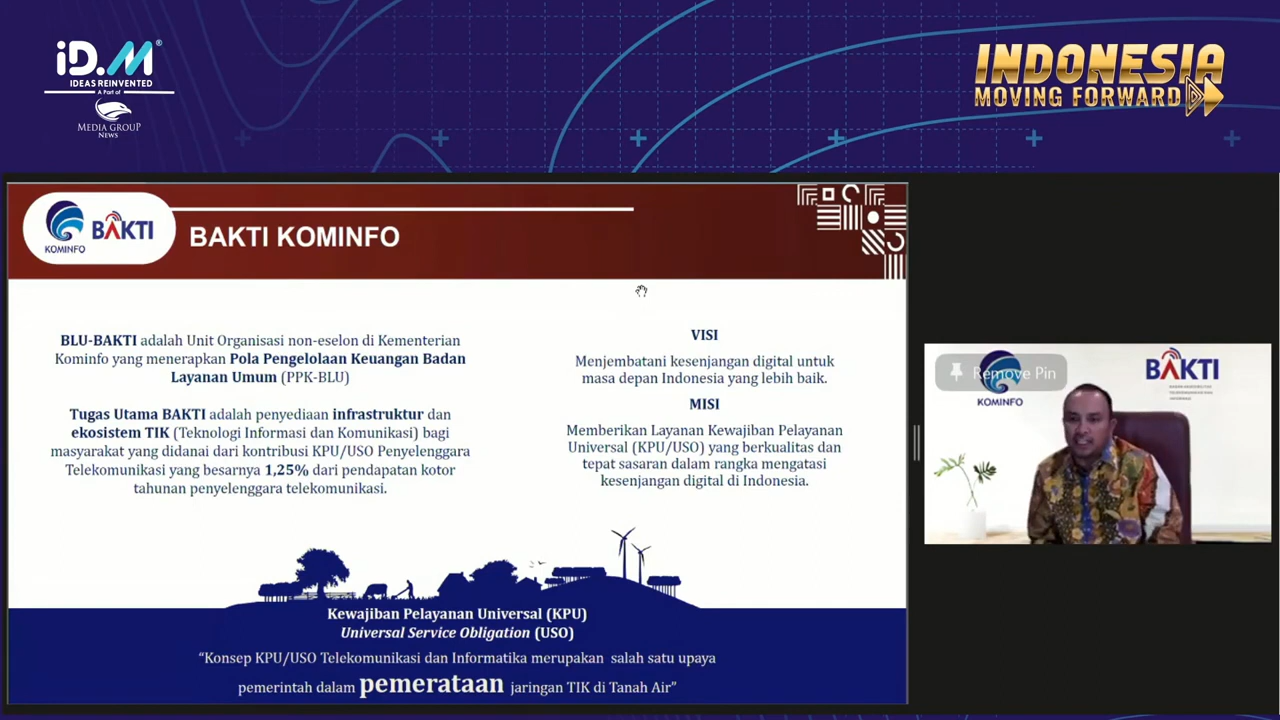 iD.M®
IDEAS REINVENTED
A Part of
MEDIA GROUP
NEWS
INDONESIA
MOVING FORWARD
KOMINFO
BAKTI
BAKTI KOMINFO
BLU-BAKTI adalah Unit Organisasi non-eselon di Kementerian
Kominfo yang menerapkan Pola Pengelolaan Keuangan Badan
Layanan Umum (PPK-BLU)
Tugas Utama BAKTI adalah penyediaan infrastruktur dan
ekosistem TIK (Teknologi Informasi dan Komunikasi) bagi
masyarakat yang didanai dari kontribusi KPU/USO Penyelenggara
Telekomunikasi yang besarnya 1,25% dari pendapatan kotor
tahunan penyelenggara telekomunikasi.
VISI
Menjembatani kesenjangan digital untuk
masa depan Indonesia yang lebih baik.
MISI
Memberikan Layanan Kewajiban Pelayanan
Universal (KPU/USO) yang berkualitas dan
tepat sasaran dalam rangka mengatasi
kesenjangan digital di Indonesia.
Kewajiban Pelayanan Universal (KPU)
Universal Service Obligation (USO)
“Konsep KPU/USO Telekomunikasi dan Informatika merupakan salah satu upaya
pemerintah dalam pemerataan jaringan TIK di Tanah Air”
Remove Pin
KOMINFO
BAKTI